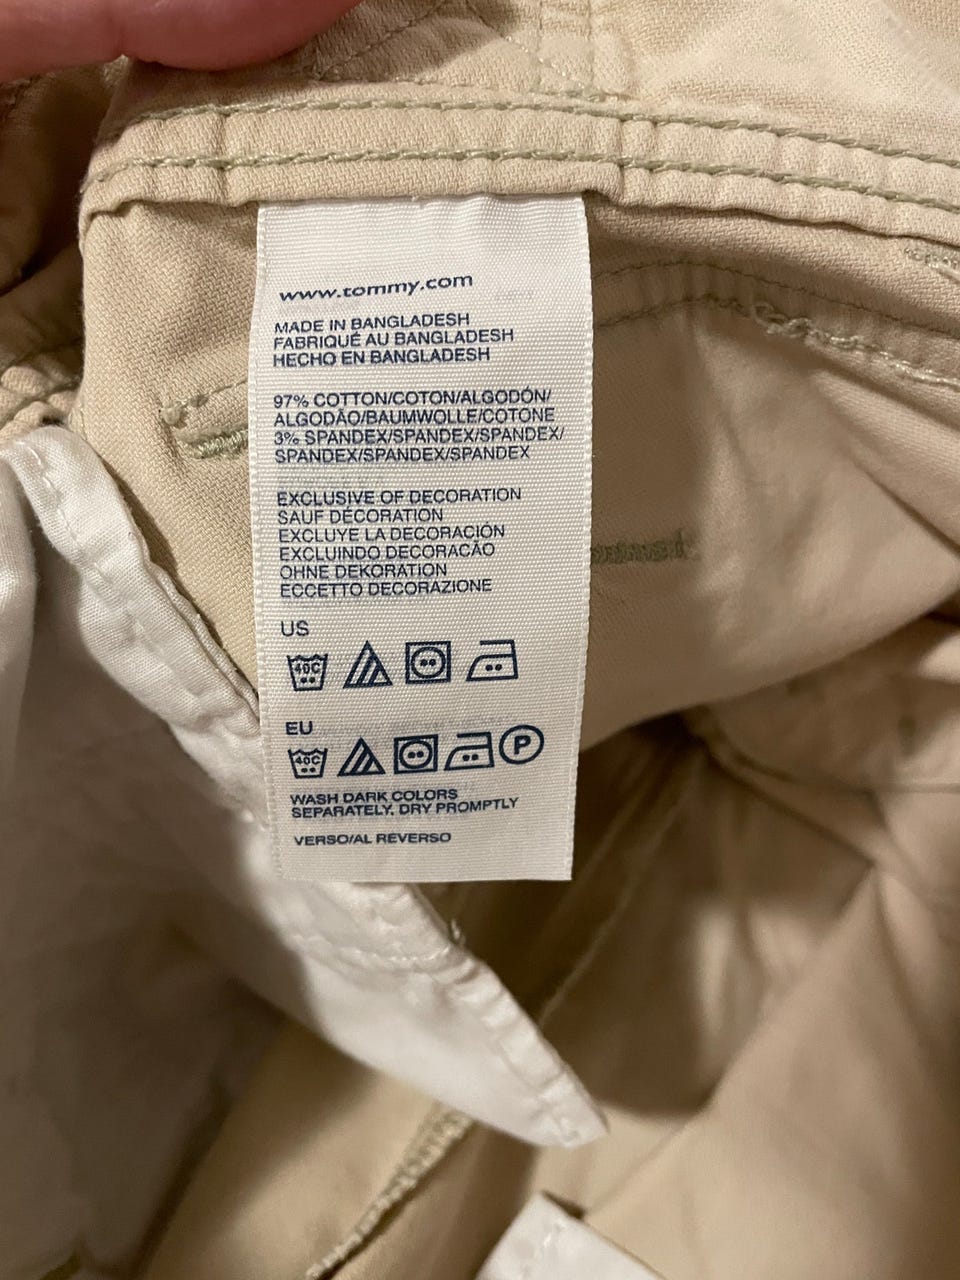 www.tommy.com
MADE IN BANGLADESH
FABRIQUÉ AU BANGLADESH
HECHO EN BANGLADESH
97% COTTON/COTON/ALGODÓN/
ALGODÃO/BAUMWOLLE/COTONE
3% SPANDEX/SPANDEX/SPANDEX/
SPANDEX/SPANDEX/SPANDEX
EXCLUSIVE OF DECORATION
SAUF DÉCORATION
EXCLUYE LA DECORACIÓN
EXCLUINDO DECORACÃO
OHNE DEKORATION
ECCETTO DECORAZIONE
US
40C
EU
40C P
WASH DARK COLORS
SEPARATELY, DRY PROMPTLY
VERSO/AL REVERSO